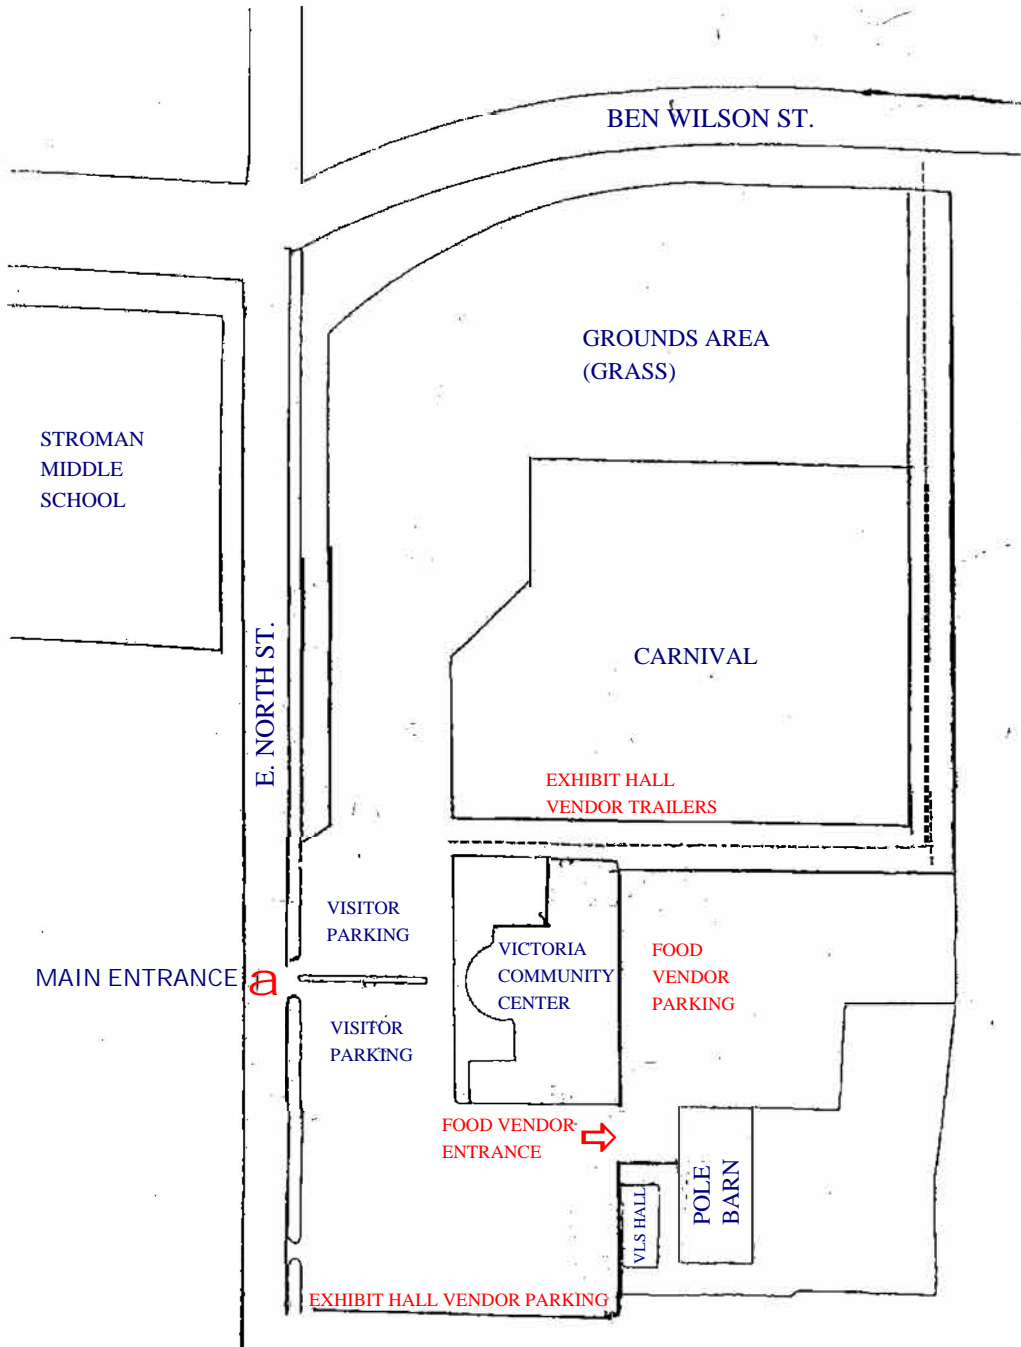 BEN WILSON ST.
GROUNDS AREA
(GRASS)
STROMAN
MIDDLE
SCHOOL
E. NORTH ST.
CARNIVAL
EXHIBIT HALL
VENDOR TRAILERS
VISITOR
PARKING
MAIN ENTRANCE a
VICTORIA
COMMUNITY
CENTER
FOOD
VENDOR
PARKING
VISITOR
PARKING
FOOD VENDOR
ENTRANCE
POLE
BARN
VLS HALL
EXHIBIT HALL VENDOR PARKING